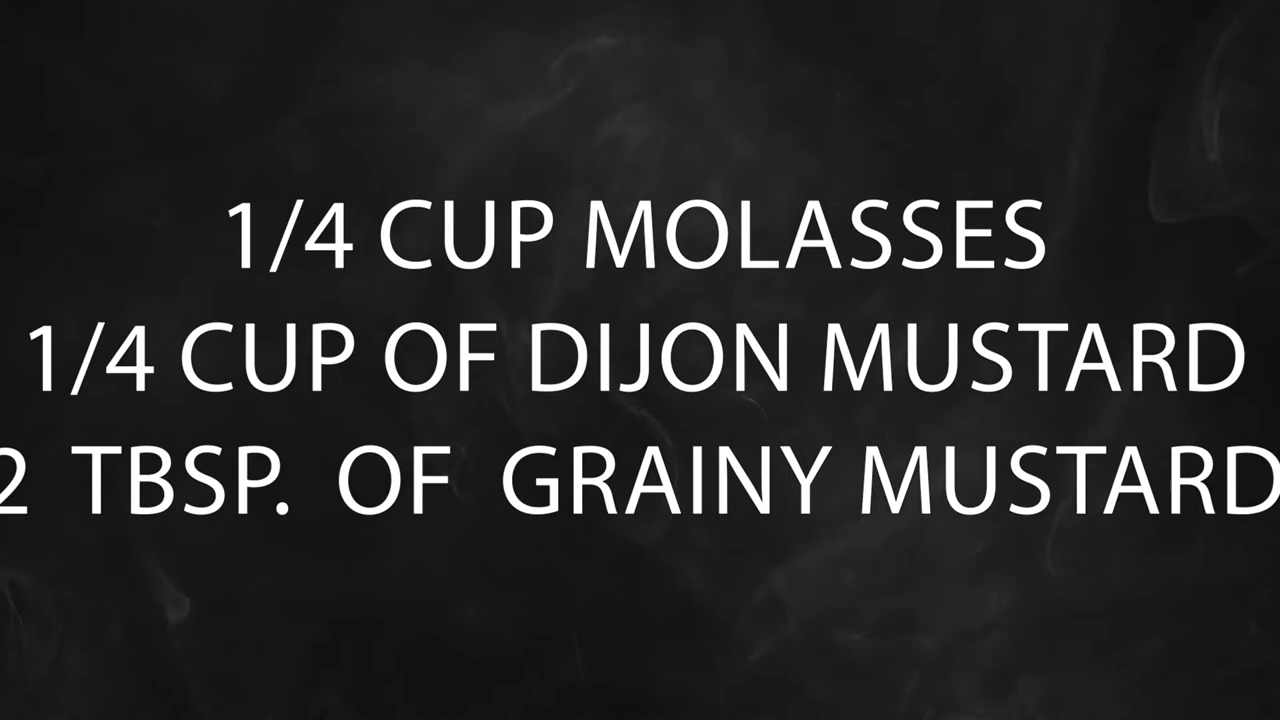 1/4 CUP MOLASSES
1/4 CUP OF DIJON MUSTARD
2 TBSP. OF GRAINY MUSTARD